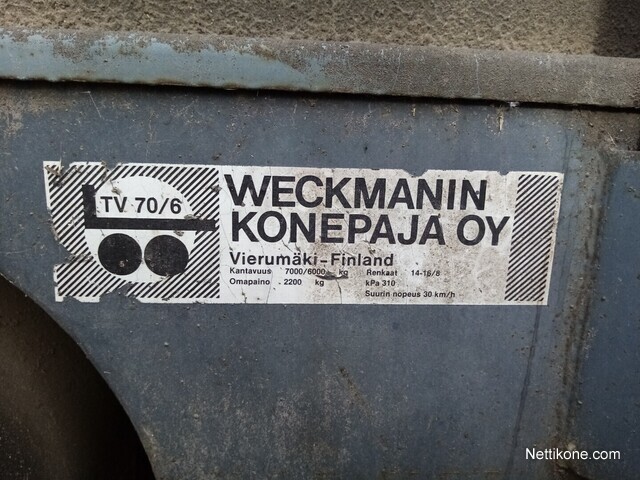 TV 70/6
WECKMANIN
KONEPAJA OY
Vierumäki-Finland
Kantavuus 7000/6000 kg Renkaat 14-16/8
Omapaino 2200 kg kPa 310
Suurin nopeus 30 km/h
Nettikone.com